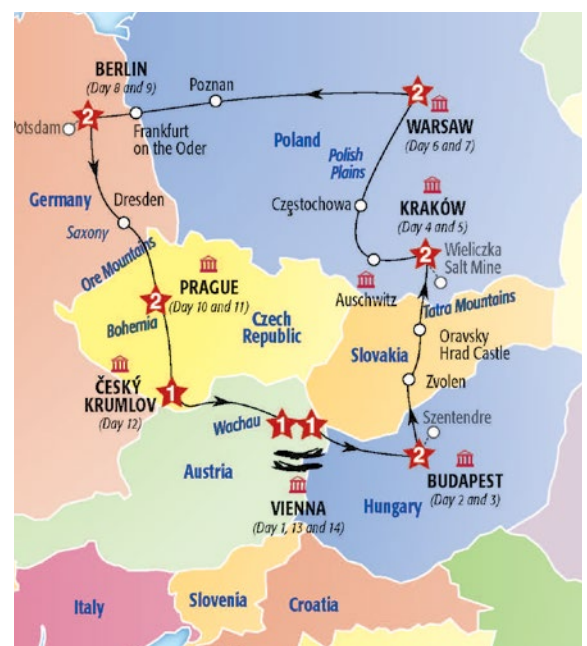 BERLIN
(Day 8 and 9)
2
Poznan
2
Potsdam
Frankfurt
on the Oder
WARSAW
(Day 6 and 7)
Poland
Polish
Plains
Germany
Dresden
Saxony
Częstochowa
KRAKÓW
(Day 4 and 5)
2
Wieliczka
Salt Mine
Ore Mountains
Auschwitz
Tatra Mountains
PRAGUE
(Day 10 and 11)
2
Bohemia
Czech
Republic
Slovakia
Oravsky
Hrad Castle
Zvolen
ČESKÝ
KRUMLOV
(Day 12)
1
Wachau
1
1
Szentendre
2
Austria
VIENNA
(Day 1, 13 and 14)
BUDAPEST
(Day 2 and 3)
Hungary
Italy
Slovenia
Croatia